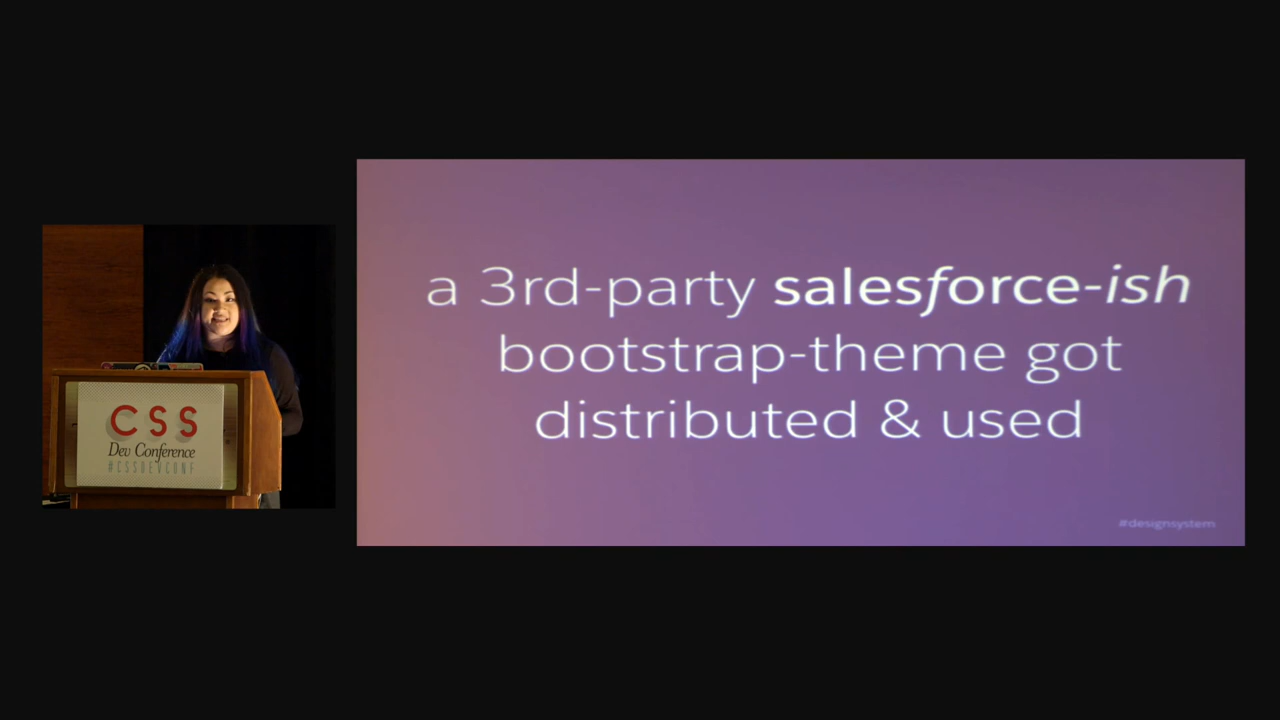 CSS
Dev Conference
#CSSDEVCONF
a 3rd-party salesforce-ish
bootstrap-theme got
distributed & used
#designsystem